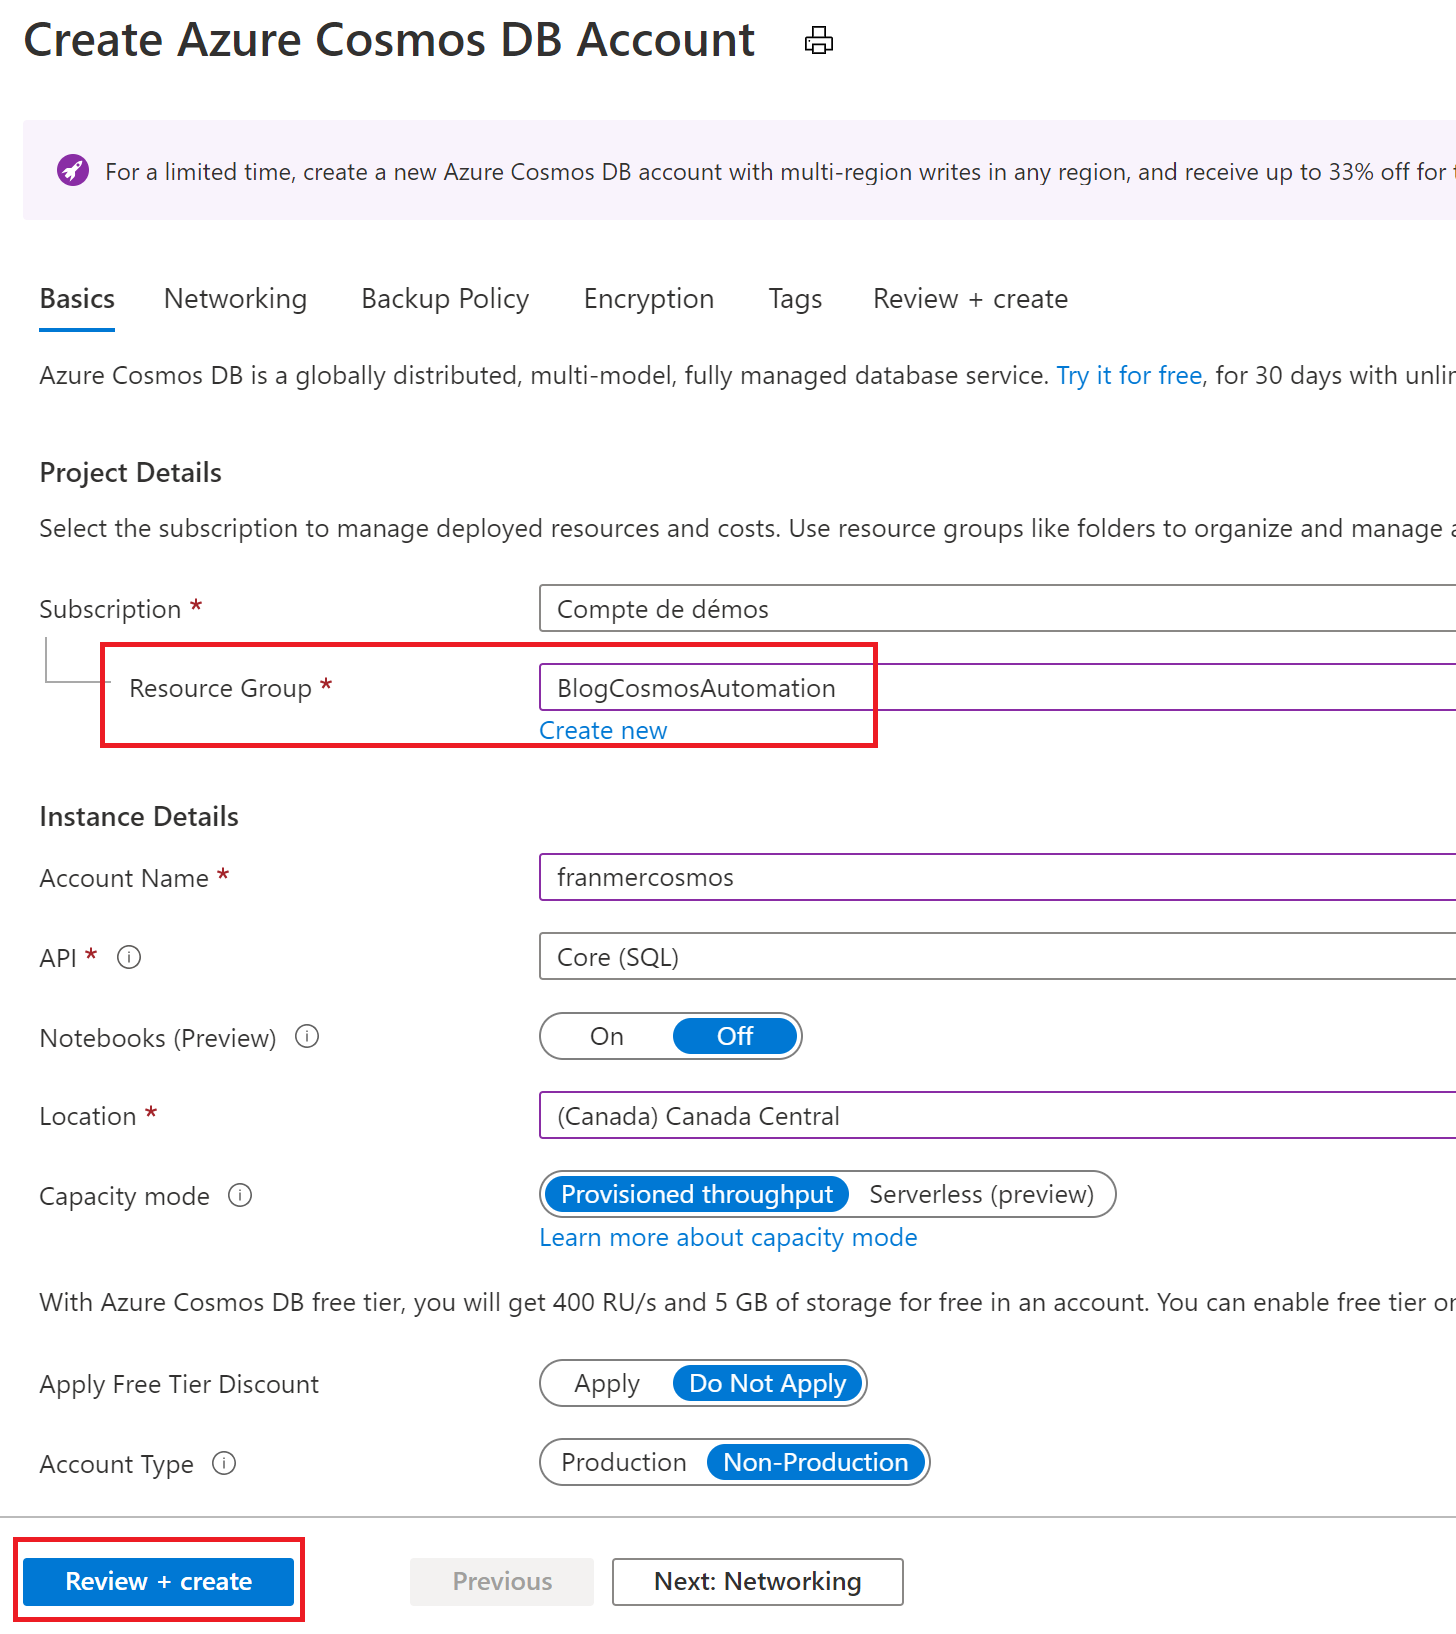 Create Azure Cosmos DB Account
For a limited time, create a new Azure Cosmos DB account with multi-region writes in any region, and receive up to 33% off for
Basics Networking Backup Policy Encryption Tags Review + create
Azure Cosmos DB is a globally distributed, multi-model, fully managed database service. Try it for free, for 30 days with
Project Details
Select the subscription to manage deployed resources and costs. Use resource groups like folders to organize and manage
Subscription *
Compte de démos
Resource Group *
BlogCosmosAutomation
Create new
Instance Details
Account Name *
franmercosmos
API *
Core (SQL)
Notebooks (Preview)
On Off
Location *
(Canada) Canada Central
Capacity mode
Provisioned throughput Serverless (preview)
Learn more about capacity mode
With Azure Cosmos DB free tier, you will get 400 RU/s and 5 GB of storage for free in an account. You can enable free tier
Apply Free Tier Discount
Apply Do Not Apply
Account Type
Production Non-Production
Review + create Previous Next: Networking